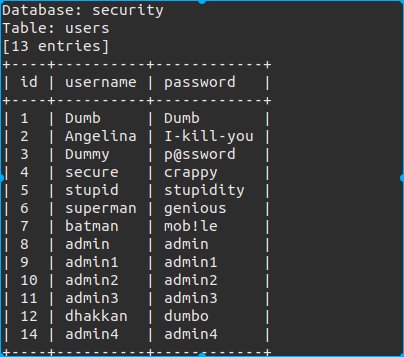 Database: security
Table: users
[13 entries]
+----+----------+------------+
| id | username | password   |
+----+----------+------------+
| 1  | Dumb     | Dumb       |
| 2  | Angelina | I-kill-you |
| 3  | Dummy    | p@ssword   |
| 4  | secure   | crappy     |
| 5  | stupid   | stupidity  |
| 6  | superman | genious    |
| 7  | batman   | mob!le     |
| 8  | admin    | admin      |
| 9  | admin1   | admin1     |
| 10 | admin2   | admin2     |
| 11 | admin3   | admin3     |
| 12 | dhakkan  | dumbo      |
| 14 | admin4   | admin4     |
+----+----------+------------+